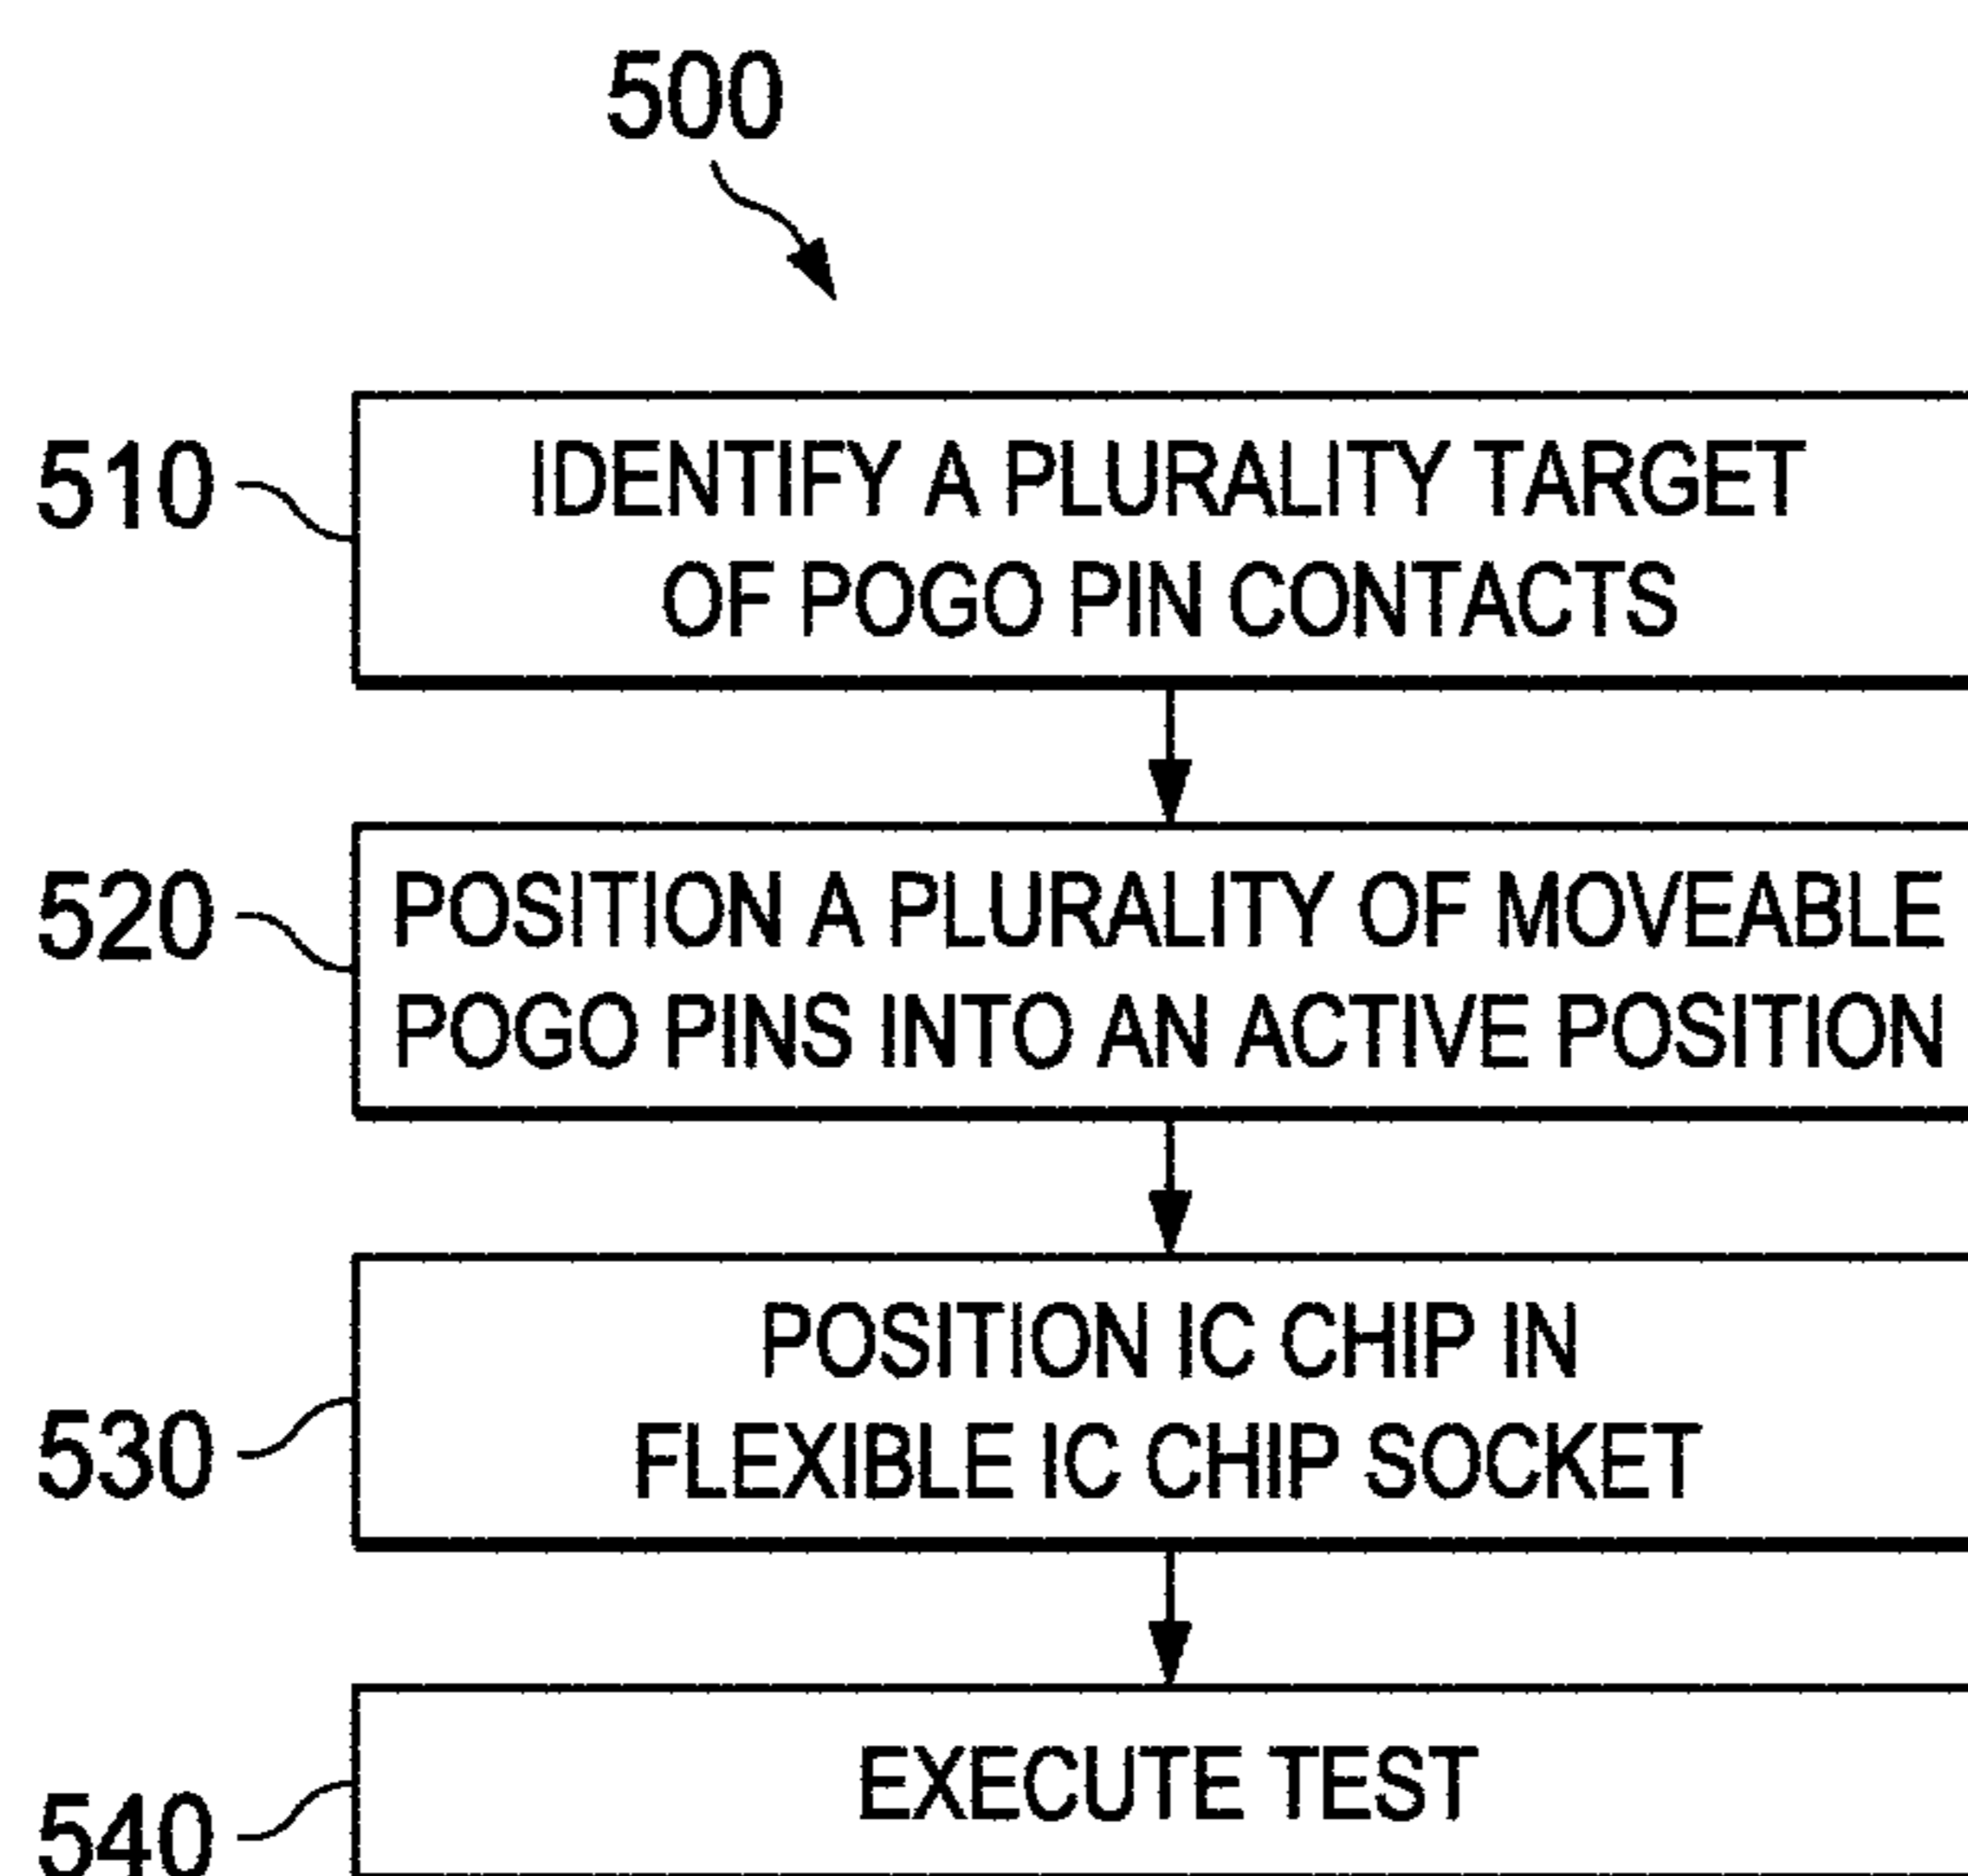 500
510
IDENTIFY A PLURALITY TARGET
OF POGO PIN CONTACTS
520
POSITION A PLURALITY OF MOVEABLE
POGO PINS INTO AN ACTIVE POSITION
530
POSITION IC CHIP IN
FLEXIBLE IC CHIP SOCKET
540
EXECUTE TEST